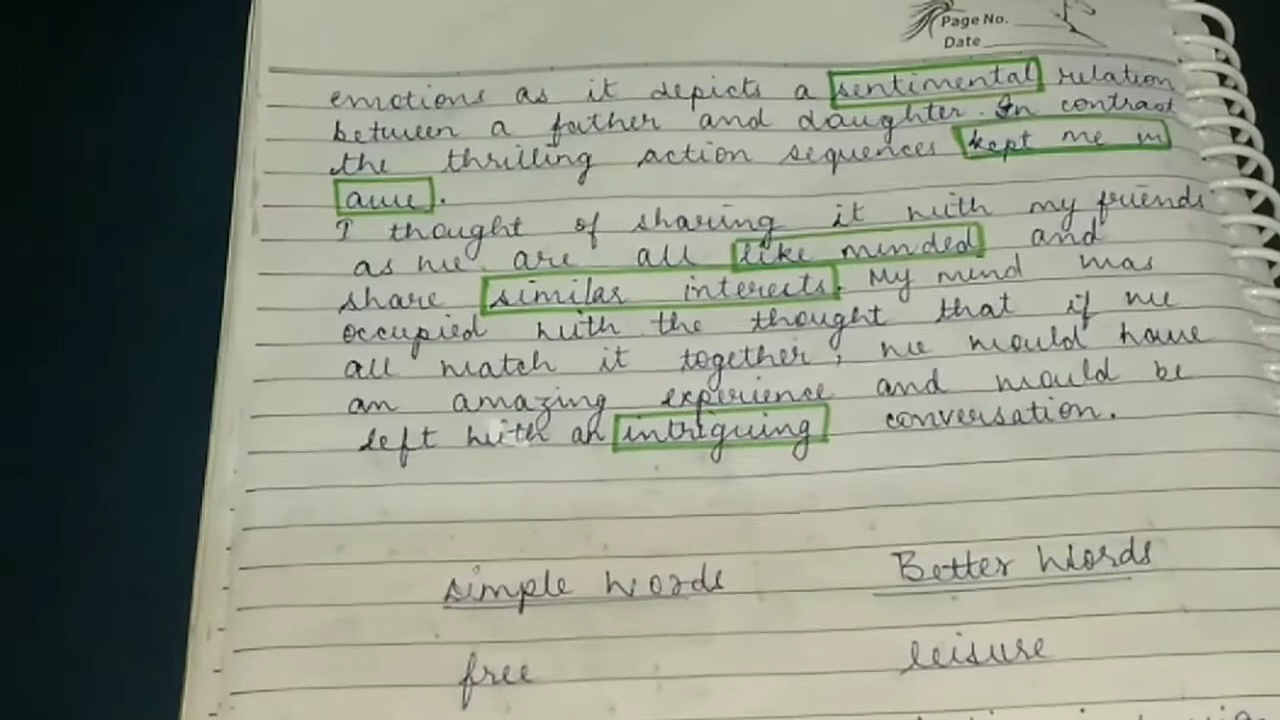 Page No.
Date
emotions as it depicts a sentimental relation
between a father and daughter. In contrast
the thrilling action sequences kept me in
awe.
I thought of sharing it with my friends
as we are all like minded and
share similar interests. My mind was
occupied with the thought that if we
all watch it together, we would have
an amazing experience and would be
left with an intriguing conversation.
simple words Better Words
free leisure